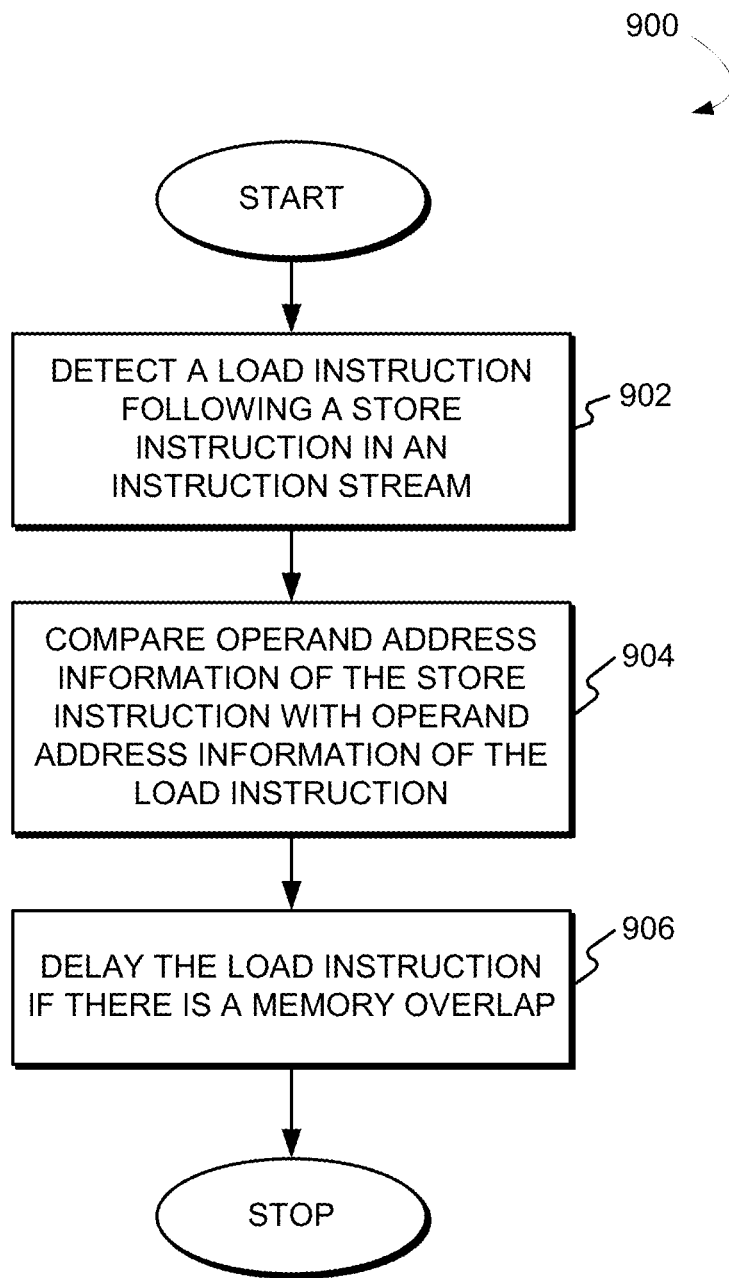 900
START
DETECT A LOAD INSTRUCTION
FOLLOWING A STORE
INSTRUCTION IN AN
INSTRUCTION STREAM
902
COMPARE OPERAND ADDRESS
INFORMATION OF THE STORE
INSTRUCTION WITH OPERAND
ADDRESS INFORMATION OF THE
LOAD INSTRUCTION
904
DELAY THE LOAD INSTRUCTION
IF THERE IS A MEMORY OVERLAP
906
STOP